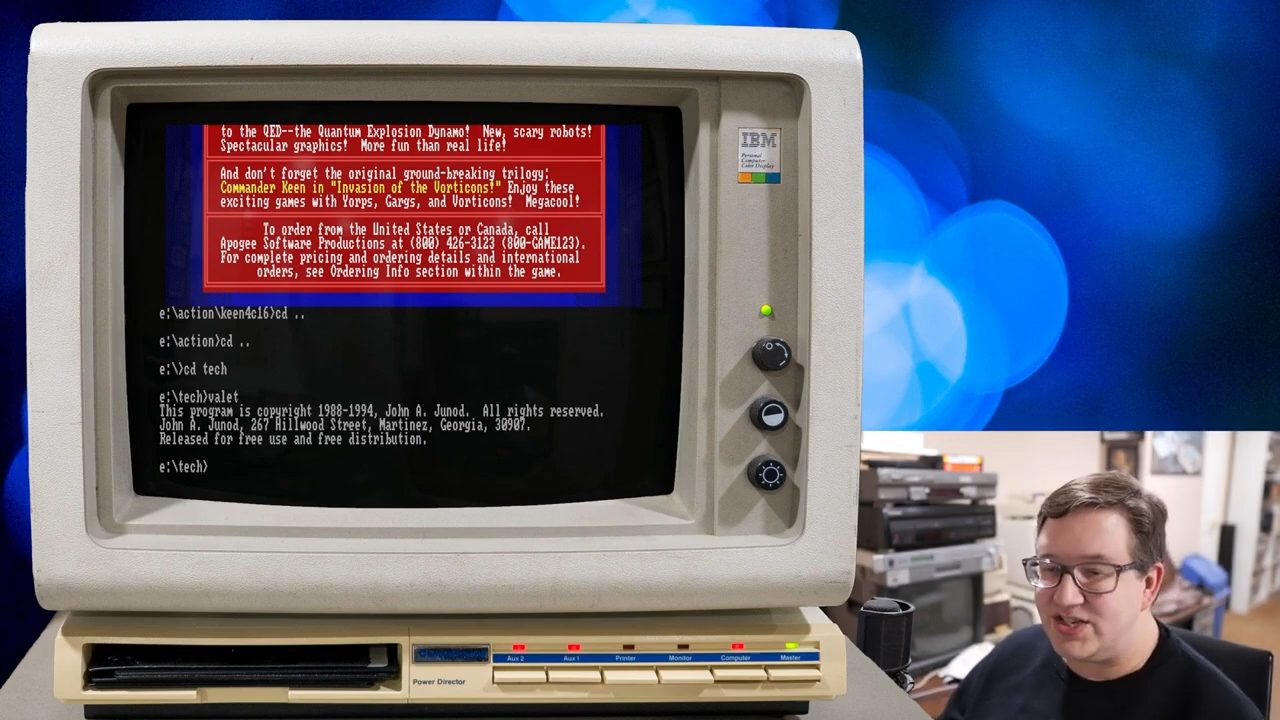 to the QED--the Quantum Explosion Dynamo!  New, scary robots!
Spectacular graphics!  More fun than real life!
And don't forget the original ground-breaking trilogy:
Commander Keen in "Invasion of the Vorticons!" Enjoy these
exciting games with Yorps, Gargs, and Vorticons!  Megacool!
To order from the United States or Canada, call
Apogee Software Productions at (800) 426-3123 (800-GAME123).
For complete pricing and ordering details and international
orders, see Ordering Info section within the game.
e:\action\keen4c16>cd ..
e:\action>cd ..
e:\>cd tech
e:\tech>valet
This program is copyright 1988-1994, John A. Junod.  All rights reserved.
John A. Junod, 267 Hillwood Street, Martinez, Georgia, 30907.
Released for free use and free distribution.
e:\tech>
IBM
Personal
Computer
Color Display
Power Director
Aux 2
Aux 1
Printer
Monitor
Computer
Master